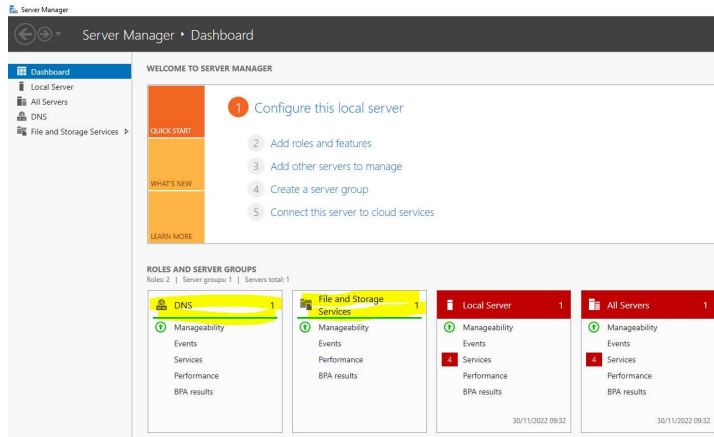 Server Manager
Server Manager • Dashboard
Dashboard
Local Server
All Servers
DNS
File and Storage Services
WELCOME TO SERVER MANAGER
QUICK START
WHAT'S NEW
LEARN MORE
1 Configure this local server
2 Add roles and features
3 Add other servers to manage
4 Create a server group
5 Connect this server to cloud services
ROLES AND SERVER GROUPS
Roles: 2 | Server groups: 1 | Servers total: 1
DNS 1
Manageability
Events
Services
Performance
BPA results
File and Storage
Services 1
Manageability
Events
Performance
BPA results
Local Server 1
Manageability
Events
4 Services
Performance
BPA results
30/11/2022 09:32
All Servers 1
Manageability
Events
4 Services
Performance
BPA results
30/11/2022 09:32